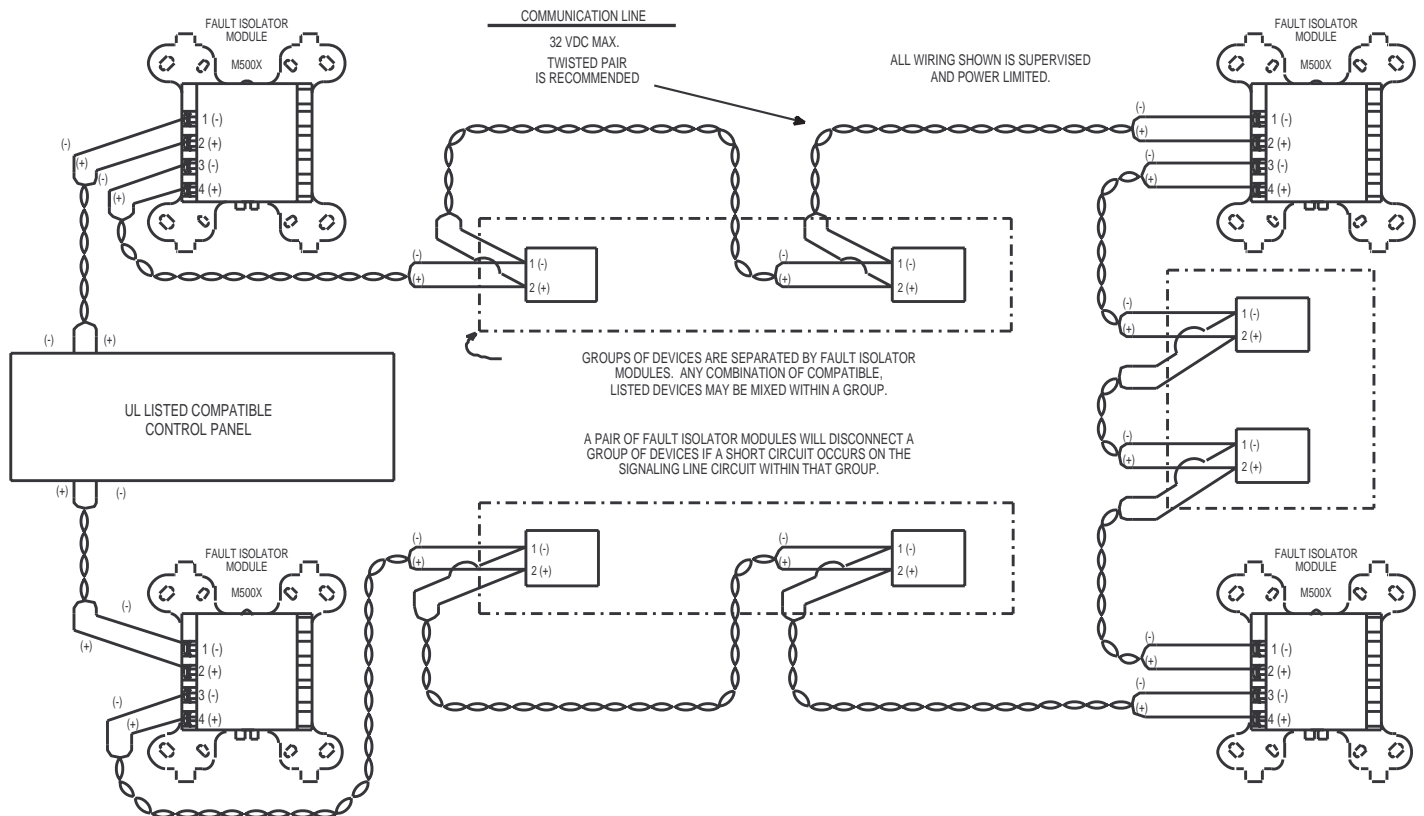 COMMUNICATION LINE
32 VDC MAX.
TWISTED PAIR
IS RECOMMENDED
ALL WIRING SHOWN IS SUPERVISED
AND POWER LIMITED.
FAULT ISOLATOR
MODULE
M500X
1 (-)
2 (+)
3 (-)
4 (+)
(-)
(+)
(-)
(+)
FAULT ISOLATOR
MODULE
M500X
1 (-)
2 (+)
3 (-)
4 (+)
(-)
(+)
(-)
(+)
(-)
(+)
1 (-)
2 (+)
(-)
(+)
1 (-)
2 (+)
(-)
(+)
1 (-)
2 (+)
(-)
(+)
1 (-)
2 (+)
(-)
(+)
UL LISTED COMPATIBLE
CONTROL PANEL
(+)
(-)
GROUPS OF DEVICES ARE SEPARATED BY FAULT ISOLATOR
MODULES. ANY COMBINATION OF COMPATIBLE,
LISTED DEVICES MAY BE MIXED WITHIN A GROUP.
A PAIR OF FAULT ISOLATOR MODULES WILL DISCONNECT A
GROUP OF DEVICES IF A SHORT CIRCUIT OCCURS ON THE
SIGNALING LINE CIRCUIT WITHIN THAT GROUP.
(-)
(+)
1 (-)
2 (+)
(-)
(+)
1 (-)
2 (+)
FAULT ISOLATOR
MODULE
M500X
(-)
(+)
1 (-)
2 (+)
3 (-)
4 (+)
(-)
(+)
FAULT ISOLATOR
MODULE
M500X
(-)
(+)
1 (-)
2 (+)
3 (-)
4 (+)
(-)
(+)